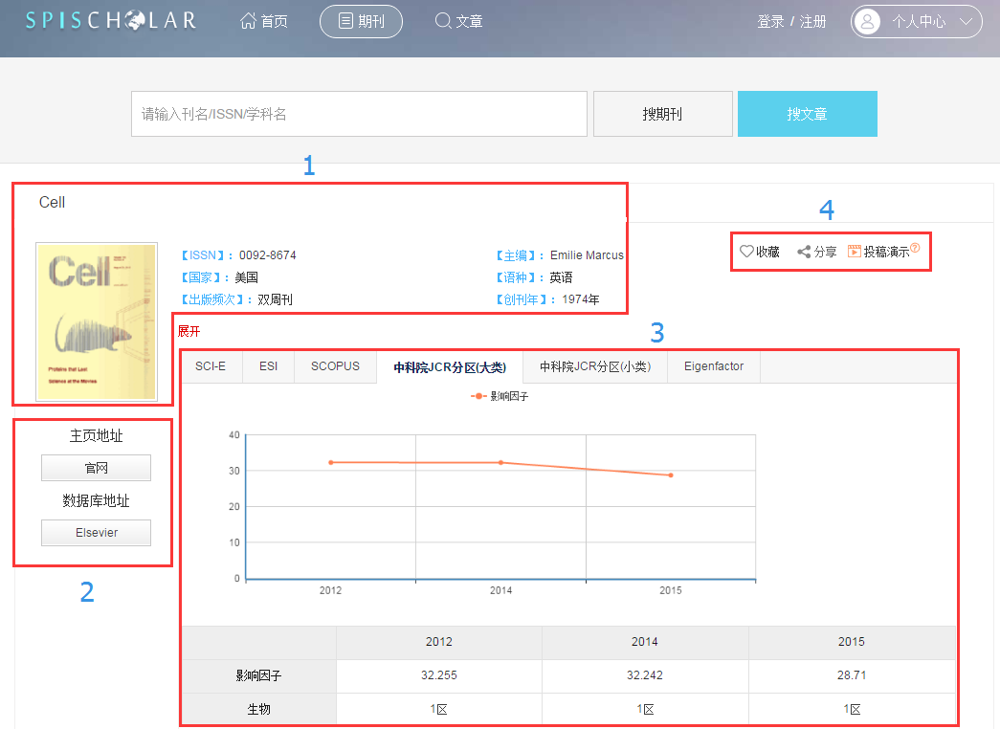 SPISCHOLAR 首页 期刊 文章 登录 / 注册 个人中心
请输入刊名/ISSN/学科名 搜期刊 搜文章
1
Cell
4
【ISSN】： 0092-8674 【主编】： Emilie Marcus
收藏 分享 投稿演示?
【国家】： 美国 【语种】： 英语
【出版频次】： 双周刊 【创刊年】： 1974年
Cell
Proteins that Last
Science at the Movies
展开
3
SCI-E ESI SCOPUS 中科院JCR分区(大类) 中科院JCR分区(小类) Eigenfactor
影响因子
主页地址
官网
数据库地址
Elsevier
2
40
30
20
10
0
2012 2014 2015
2012 2014 2015
影响因子 32.255 32.242 28.71
生物 1区 1区 1区